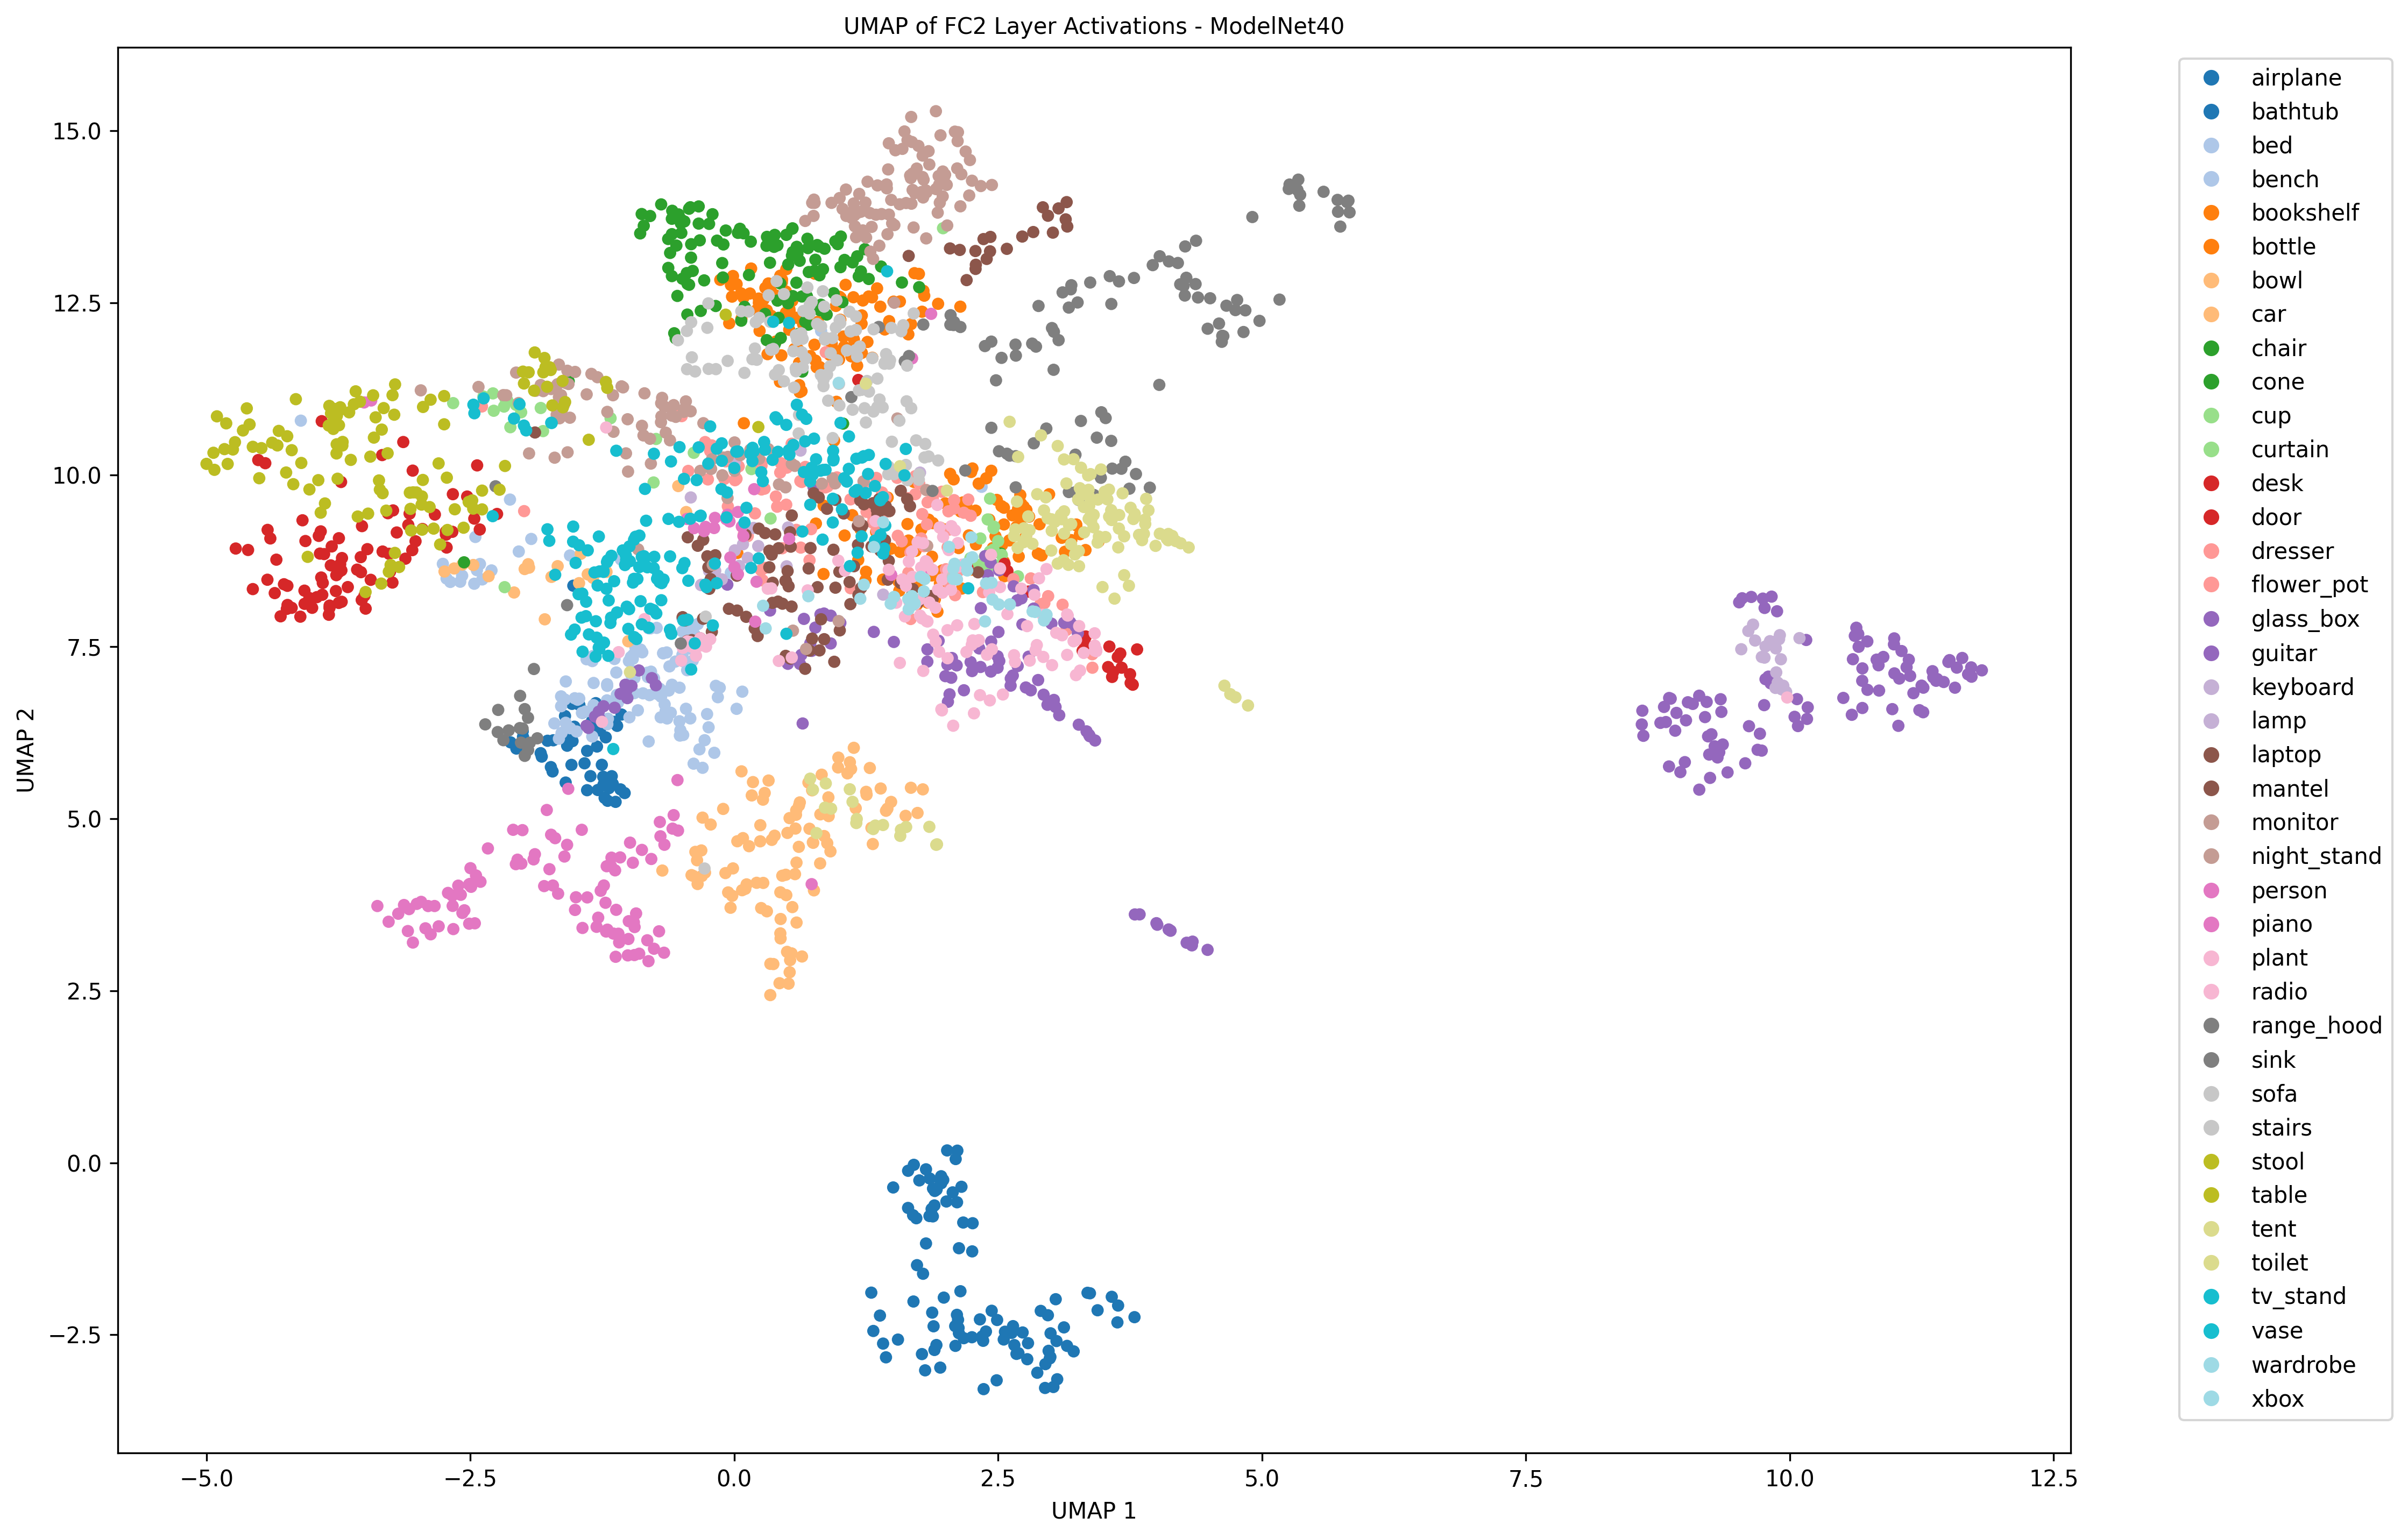 UMAP of FC2 Layer Activations - ModelNet40
15.0
12.5
10.0
7.5
5.0
2.5
0.0
−2.5
UMAP 2
−5.0
−2.5
0.0
2.5
5.0
7.5
10.0
12.5
UMAP 1
airplane
bathtub
bed
bench
bookshelf
bottle
bowl
car
chair
cone
cup
curtain
desk
door
dresser
flower_pot
glass_box
guitar
keyboard
lamp
laptop
mantel
monitor
night_stand
person
piano
plant
radio
range_hood
sink
sofa
stairs
stool
table
tent
toilet
tv_stand
vase
wardrobe
xbox